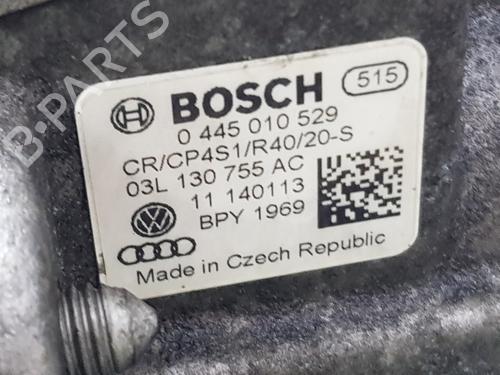 B-PARTS
BOSCH 515
0 445 010 529
CR/CP4S1/R40/20-S
03L 130 755 AC
11 140113
BPY 1969
Made in Czech Republic